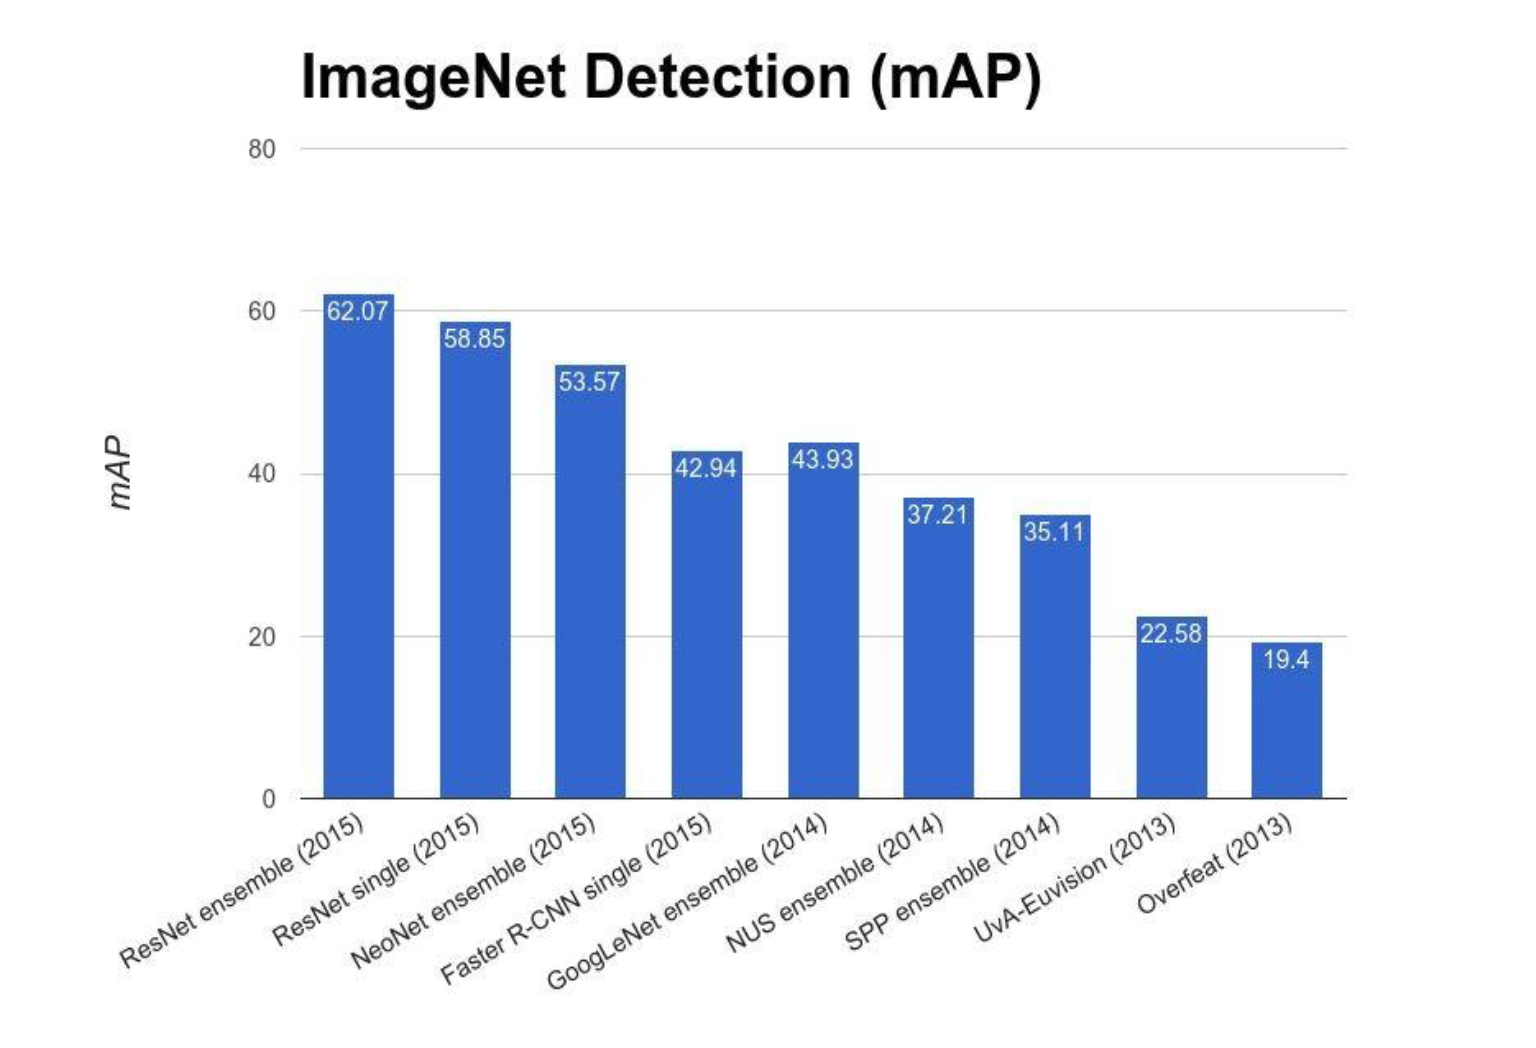 ImageNet Detection (mAP)
80
60
40
20
0
mAP
62.07
58.85
53.57
42.94
43.93
37.21
35.11
22.58
19.4
ResNet ensemble (2015)
ResNet single (2015)
NeoNet ensemble (2015)
Faster R-CNN single (2015)
GoogLeNet ensemble (2014)
NUS ensemble (2014)
SPP ensemble (2014)
UvA-Euvision (2013)
Overfeat (2013)